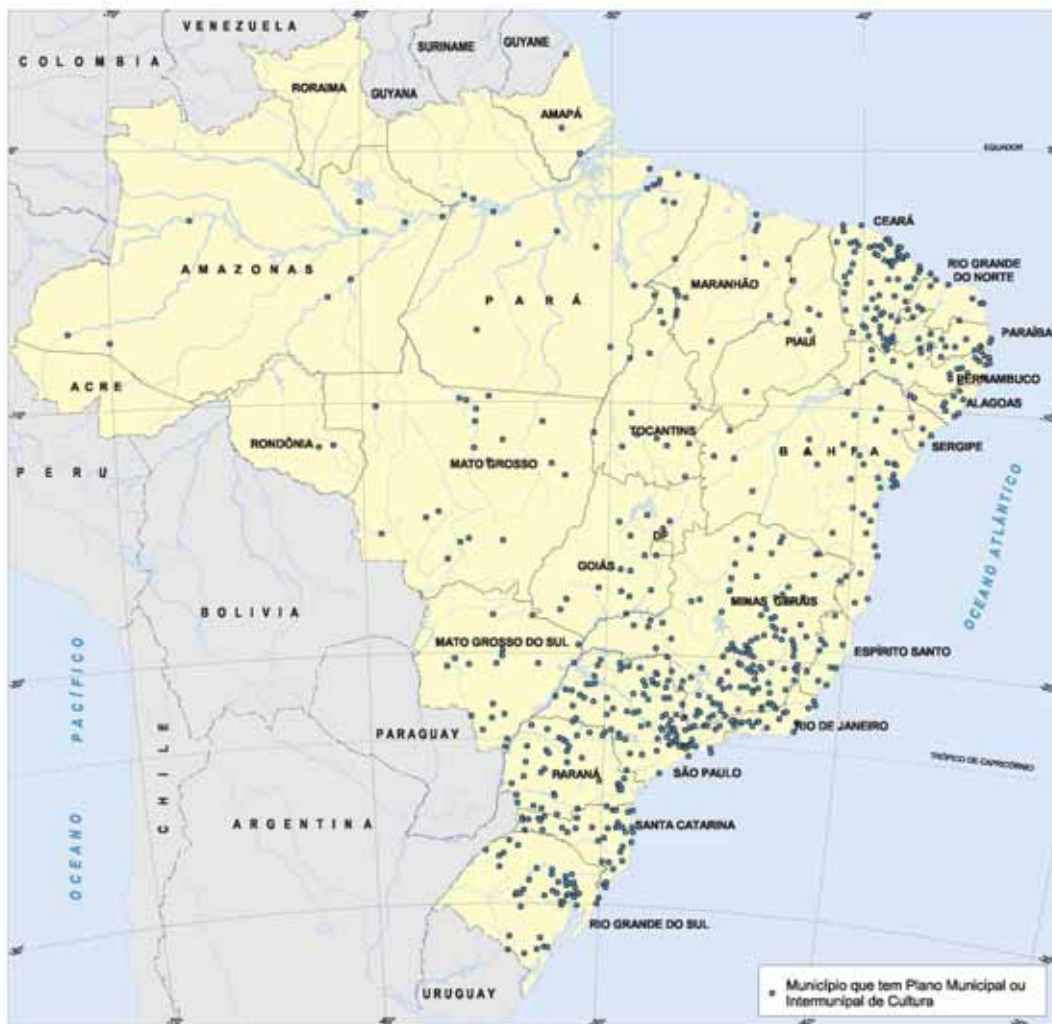 VENEZUELA
COLOMBIA
SURINAME
GUYANE
GUYANA
RORAIMA
AMAPÁ
EQUADOR
0°
CEARÁ
RIO GRANDE
DO NORTE
AMAZONAS
PARÁ
MARANHÃO
PARAÍBA
PIAUÍ
PERNAMBUCO
ACRE
ALAGOAS
TOCANTINS
SERGIPE
RONDÔNIA
BAHIA
MATO GROSSO
PERU
DF
GOIÁS
OCEANO ATLÂNTICO
BOLIVIA
MINAS GERAIS
MATO GROSSO DO SUL
ESPÍRITO SANTO
OCEANO PACÍFICO
PARAGUAY
RIO DE JANEIRO
TRÓPICO DE CAPRICÓRNIO
PARANÁ
SÃO PAULO
CHILE
ARGENTINA
SANTA CATARINA
RIO GRANDE DO SUL
URUGUAY
Município que tem Plano Municipal ou
Intermunipal de Cultura